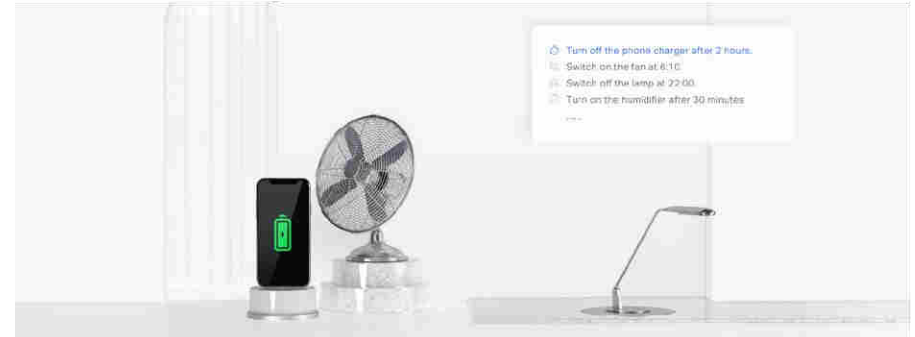 Turn off the phone charger after 2 hours.
Switch on the fan at 6:10
Switch off the lamp at 22:00
Turn on the humidifier after 30 minutes
...